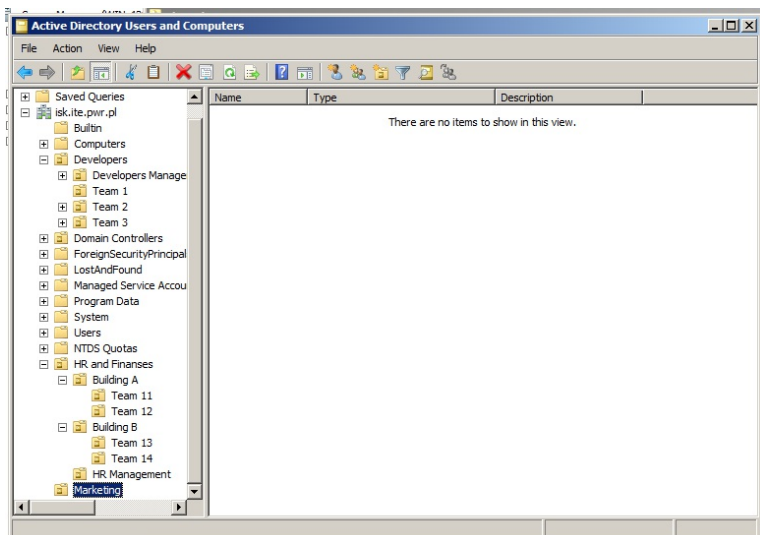 Active Directory Users and Computers
File Action View Help
Name Type Description
There are no items to show in this view.
Saved Queries
isk.ite.pwr.pl
Builtin
Computers
Developers
Developers Manage
Team 1
Team 2
Team 3
Domain Controllers
ForeignSecurityPrincipal
LostAndFound
Managed Service Accou
Program Data
System
Users
NTDS Quotas
HR and Finanses
Building A
Team 11
Team 12
Building B
Team 13
Team 14
HR Management
Marketing